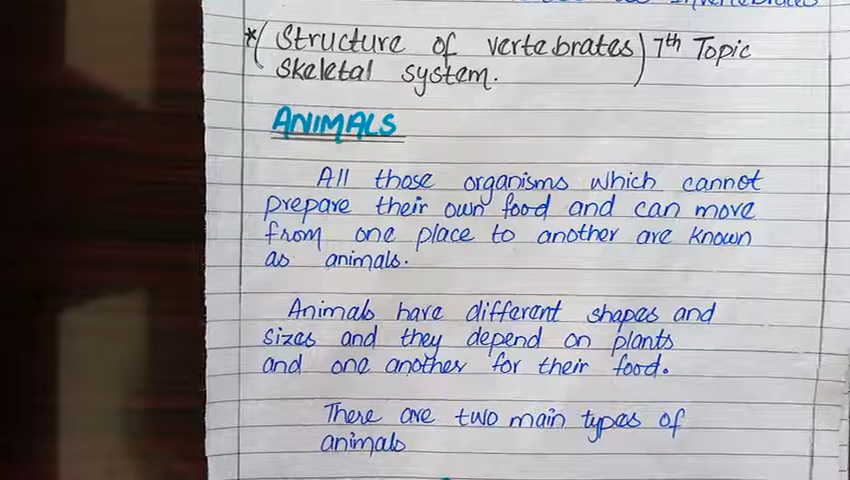 Invertebrates
*(Structure of vertebrates) 7th Topic
skeletal system.
ANIMALS
All those organisms which cannot
prepare their own food and can move
from one place to another are known
as animals.
Animals have different shapes and
sizes and they depend on plants
and one another for their food.
There are two main types of
animals